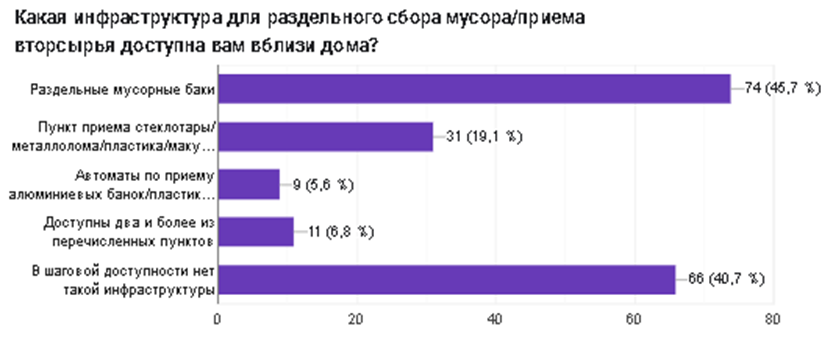 Какая инфраструктура для раздельного сбора мусора/приема
вторсырья доступна вам вблизи дома?
Раздельные мусорные баки
74 (45,7 %)
Пункт приема стеклотары/
металлолома/пластика/маку…
31 (19,1 %)
Автоматы по приему
алюминиевых банок/пластик…
9 (5,6 %)
Доступны два и более из
перечисленных пунктов
11 (6,8 %)
В шаговой доступности нет
такой инфраструктуры
66 (40,7 %)
0 20 40 60 80